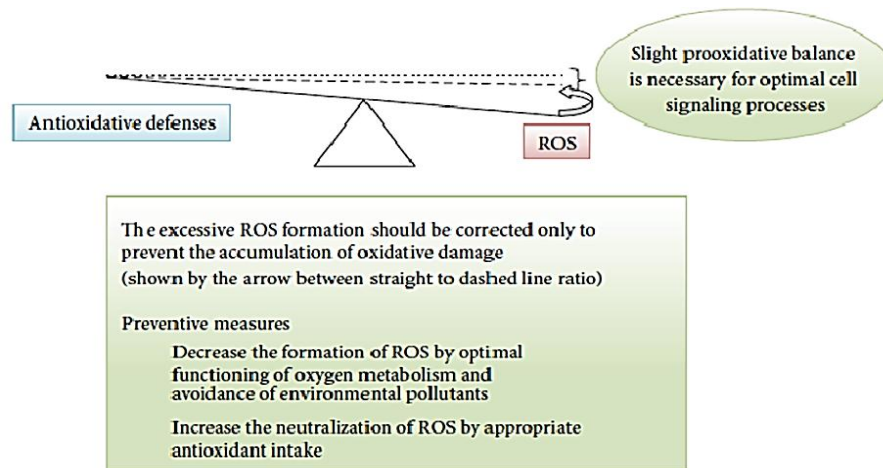 Slight prooxidative balance
is necessary for optimal cell
signaling processes
Antioxidative defenses
ROS
The excessive ROS formation should be corrected only to
prevent the accumulation of oxidative damage
(shown by the arrow between straight to dashed line ratio)
Preventive measures
Decrease the formation of ROS by optimal
functioning of oxygen metabolism and
avoidance of environmental pollutants
Increase the neutralization of ROS by appropriate
antioxidant intake